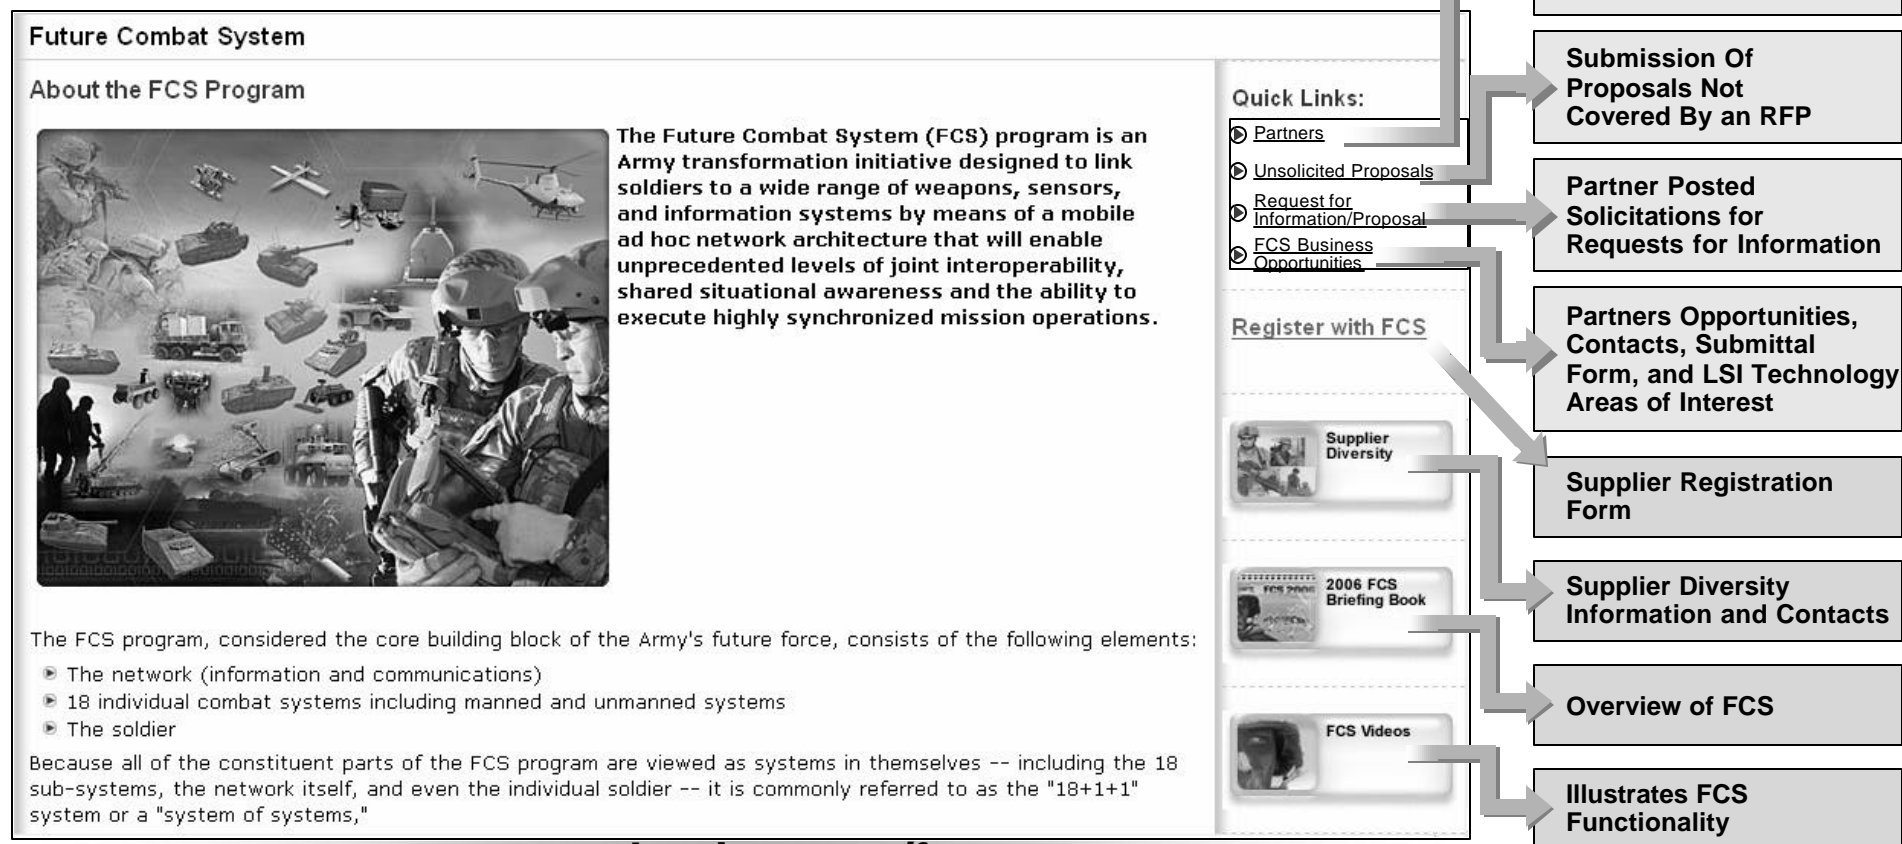 Future Combat System
About the FCS Program
The Future Combat System (FCS) program is an
Army transformation initiative designed to link
soldiers to a wide range of weapons, sensors,
and information systems by means of a mobile
ad hoc network architecture that will enable
unprecedented levels of joint interoperability,
shared situational awareness and the ability to
execute highly synchronized mission operations.
The FCS program, considered the core building block of the Army's future force, consists of the following elements:
The network (information and communications)
18 individual combat systems including manned and unmanned systems
The soldier
Because all of the constituent parts of the FCS program are viewed as systems in themselves -- including the 18
sub-systems, the network itself, and even the individual soldier -- it is commonly referred to as the "18+1+1"
system or a "system of systems,"
Quick Links:
Partners
Unsolicited Proposals
Request for
Information/Proposal
FCS Business
Opportunities
Register with FCS
Supplier
Diversity
FCS 2006
2006 FCS
Briefing Book
FCS Videos
Submission Of
Proposals Not
Covered By an RFP
Partner Posted
Solicitations for
Requests for Information
Partners Opportunities,
Contacts, Submittal
Form, and LSI Technology
Areas of Interest
Supplier Registration
Form
Supplier Diversity
Information and Contacts
Overview of FCS
Illustrates FCS
Functionality